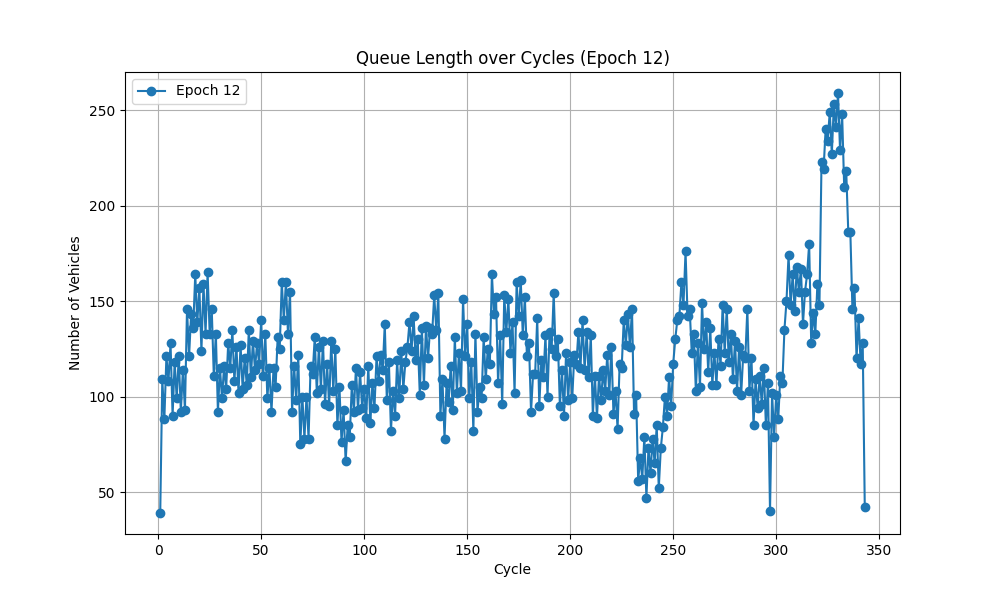 Queue Length over Cycles (Epoch 12)
Epoch 12
Number of Vehicles
250
200
150
100
50
0 50 100 150 200 250 300 350
Cycle